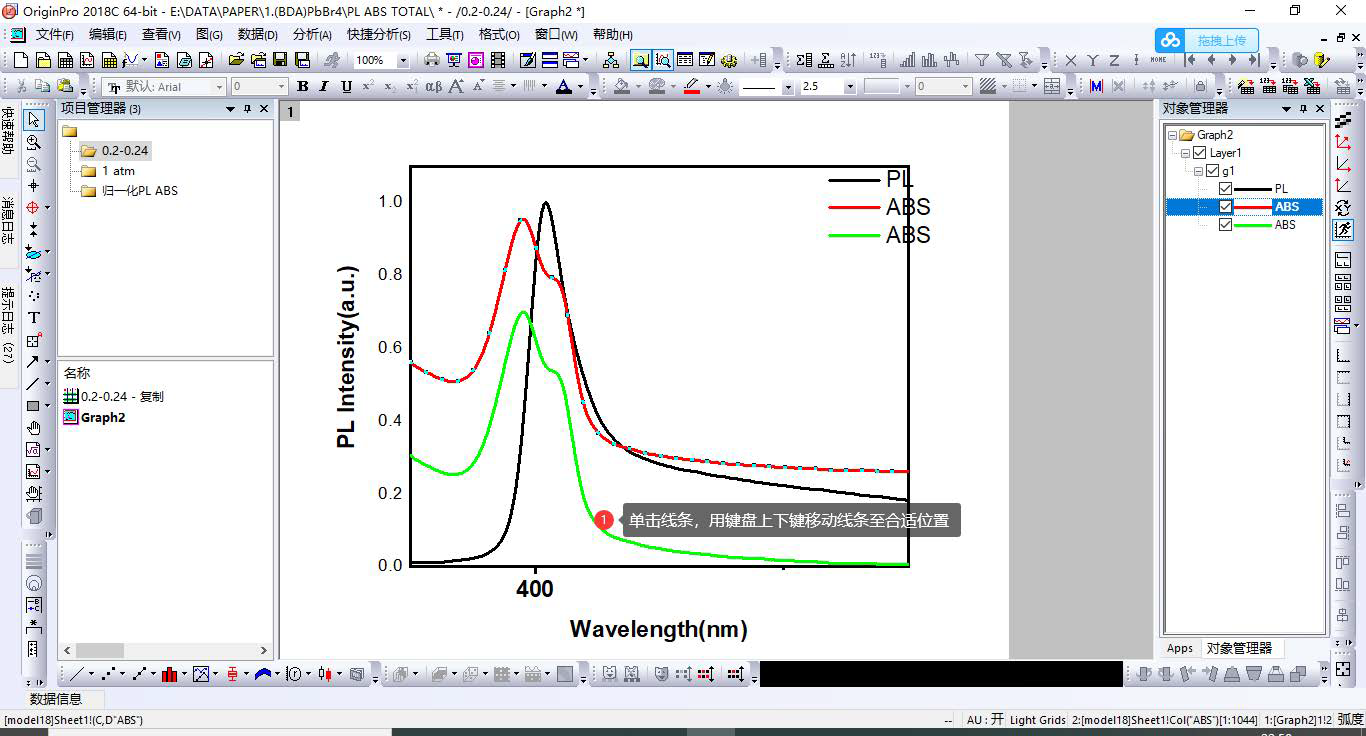 OriginPro 2018C 64-bit - E:\DATA\PAPER\1.(BDA)PbBr4\PL ABS TOTAL\ * - /0.2-0.24/ - [Graph2 *]
文件(F) 编辑(E) 查看(V) 图(G) 数据(D) 分析(A) 快捷分析(S) 工具(T) 格式(O) 窗口(W) 帮助(H)
拖拽上传
100%
默认: Arial 0 B I U αβ A A A 2.5 0
快速帮助
消息日志
提示日志 (27)
项目管理器 (3)
0.2-0.24
1 atm
归一化PL ABS
名称
0.2-0.24 - 复制
Graph2
1
PL
ABS
ABS
1.0
0.8
0.6
0.4
0.2
0.0
PL Intensity(a.u.)
1 单击线条，用键盘上下键移动线条至合适位置
400
Wavelength(nm)
对象管理器
Graph2
Layer1
g1
PL
ABS
ABS
Apps 对象管理器
数据信息
[model18]Sheet1!(C,D"ABS")
-- AU : 开 Light Grids 2:[model18]Sheet1!Col("ABS")[1:1044] 1:[Graph2]1!2 弧度